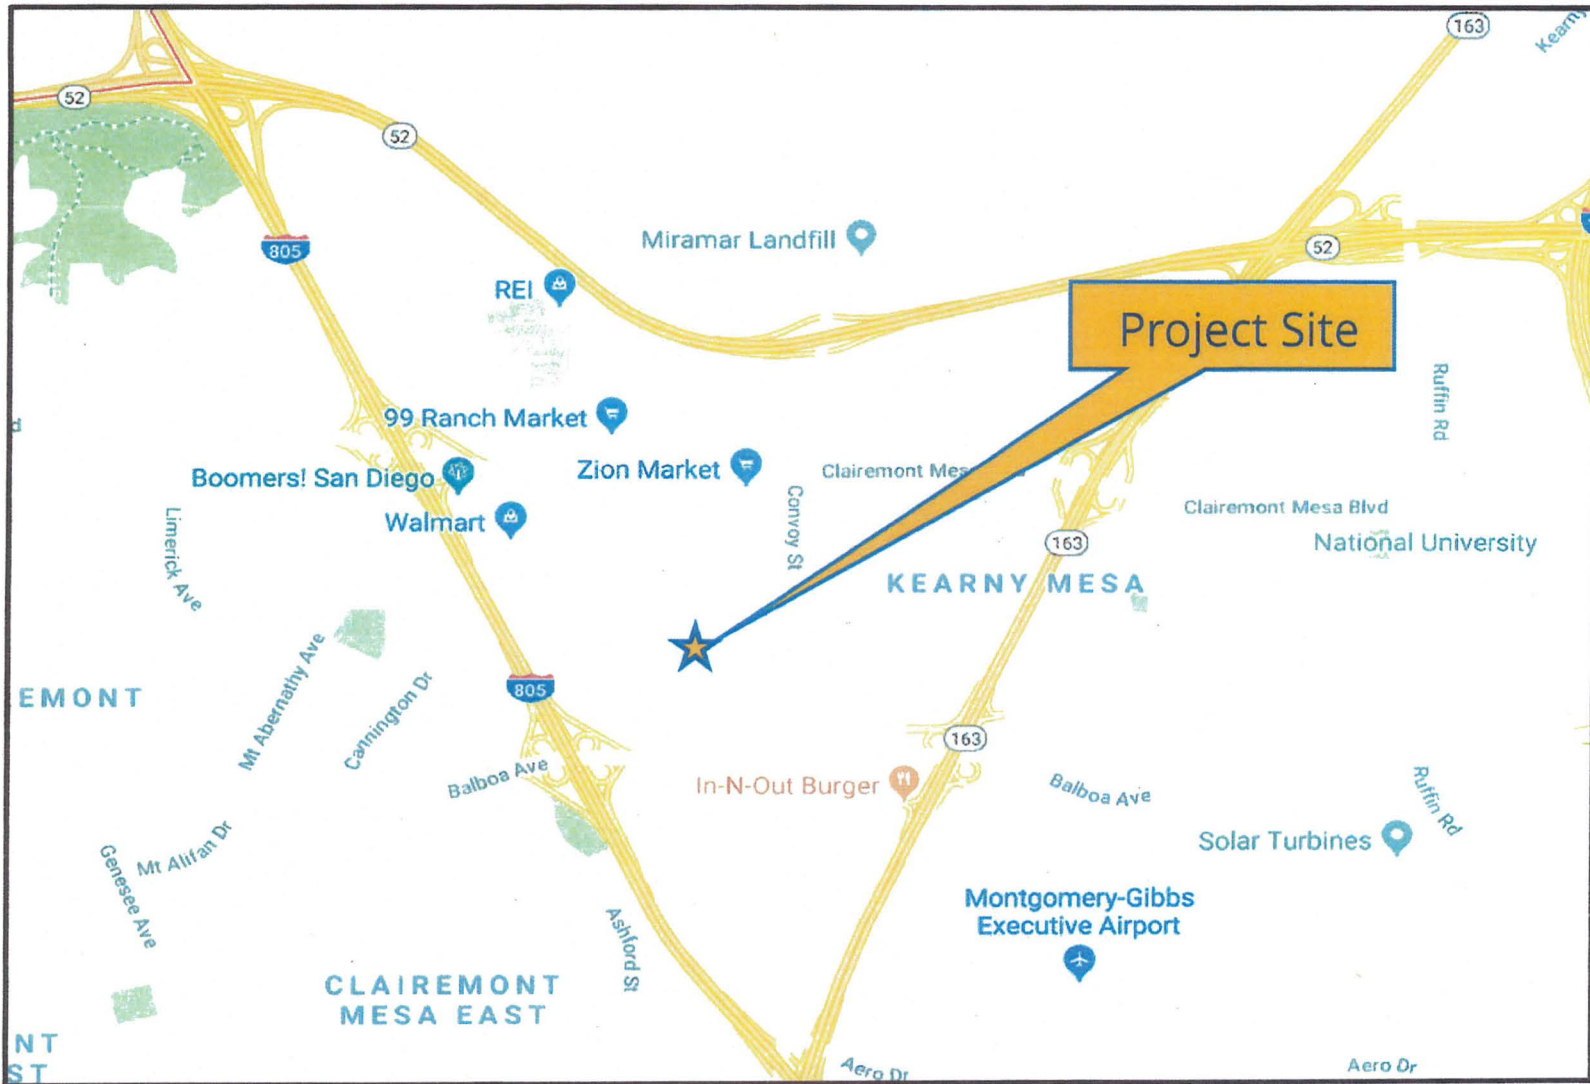 163
Kearny
52
52
805
Miramar Landfill
52
REI
Project Site
Ruffin Rd
99 Ranch Market
Boomers! San Diego
Zion Market
Clairemont Mesa
Convoy St
Walmart
Clairemont Mesa Blvd
Limerick Ave
163
National University
KEARNY MESA
Mt Abernathy Ave
Cannington Dr
805
EMONT
163
Balboa Ave
In-N-Out Burger
Balboa Ave
Ruffin Rd
Solar Turbines
Mt Alifan Dr
Genesee Ave
Montgomery-Gibbs
Executive Airport
Ashford St
CLAIREMONT
MESA EAST
NT
ST
Aero Dr
Aero Dr